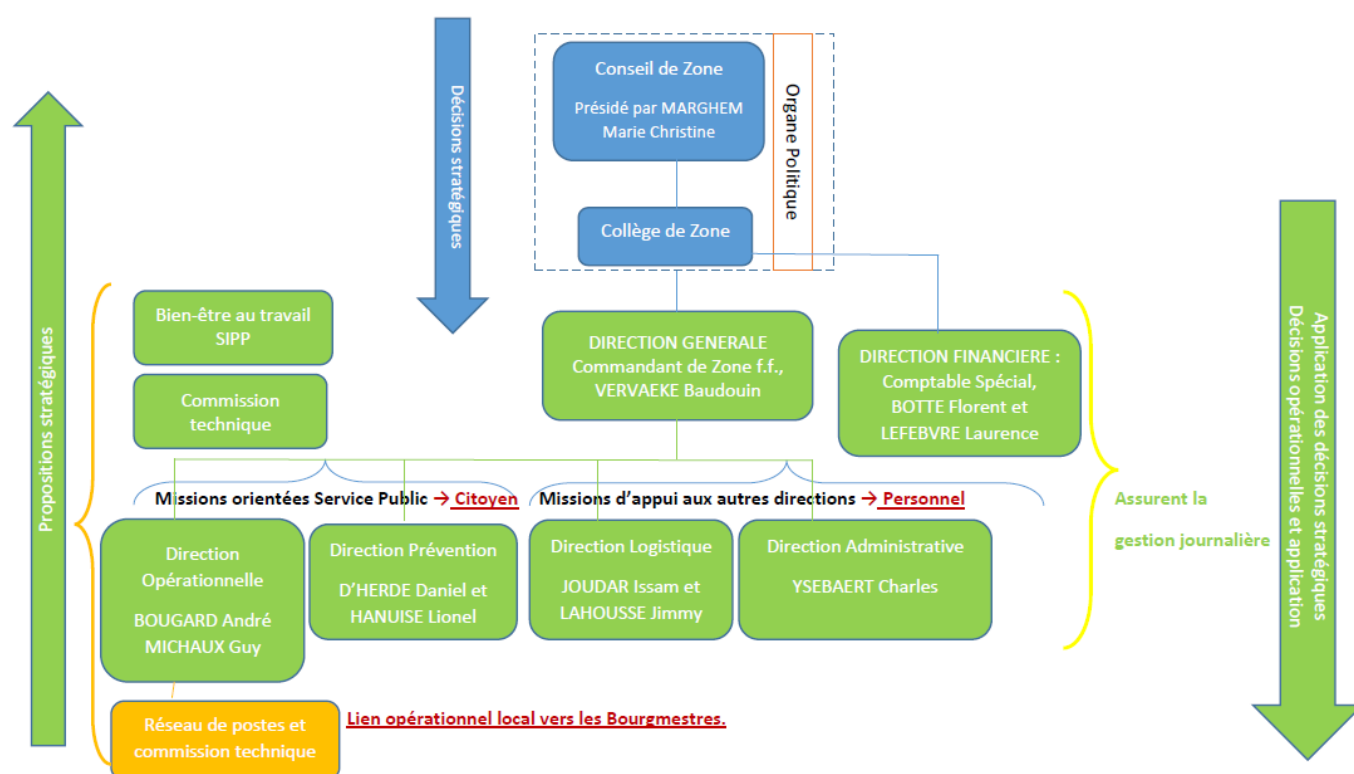 Conseil de Zone
Présidé par MARGHEM
Marie Christine
Organe Politique
Décisions stratégiques
Collège de Zone
Propositions stratégiques
Bien-être au travail
SIPP
Commission
technique
DIRECTION GENERALE
Commandant de Zone f.f.,
VERVAEKE Baudouin
DIRECTION FINANCIERE :
Comptable Spécial,
BOTTE Florent et
LEFEBVRE Laurence
Application des décisions stratégiques
Décisions opérationnelles et application
Missions orientées Service Public → Citoyen
Missions d'appui aux autres directions → Personnel
Assurent la
gestion journalière
Direction
Opérationnelle
BOUGARD André
MICHAUX Guy
Direction Prévention
D'HERDE Daniel et
HANUISE Lionel
Direction Logistique
JOUDAR Issam et
LAHOUSSE Jimmy
Direction Administrative
YSEBAERT Charles
Réseau de postes et
commission technique
Lien opérationnel local vers les Bourgmestres.